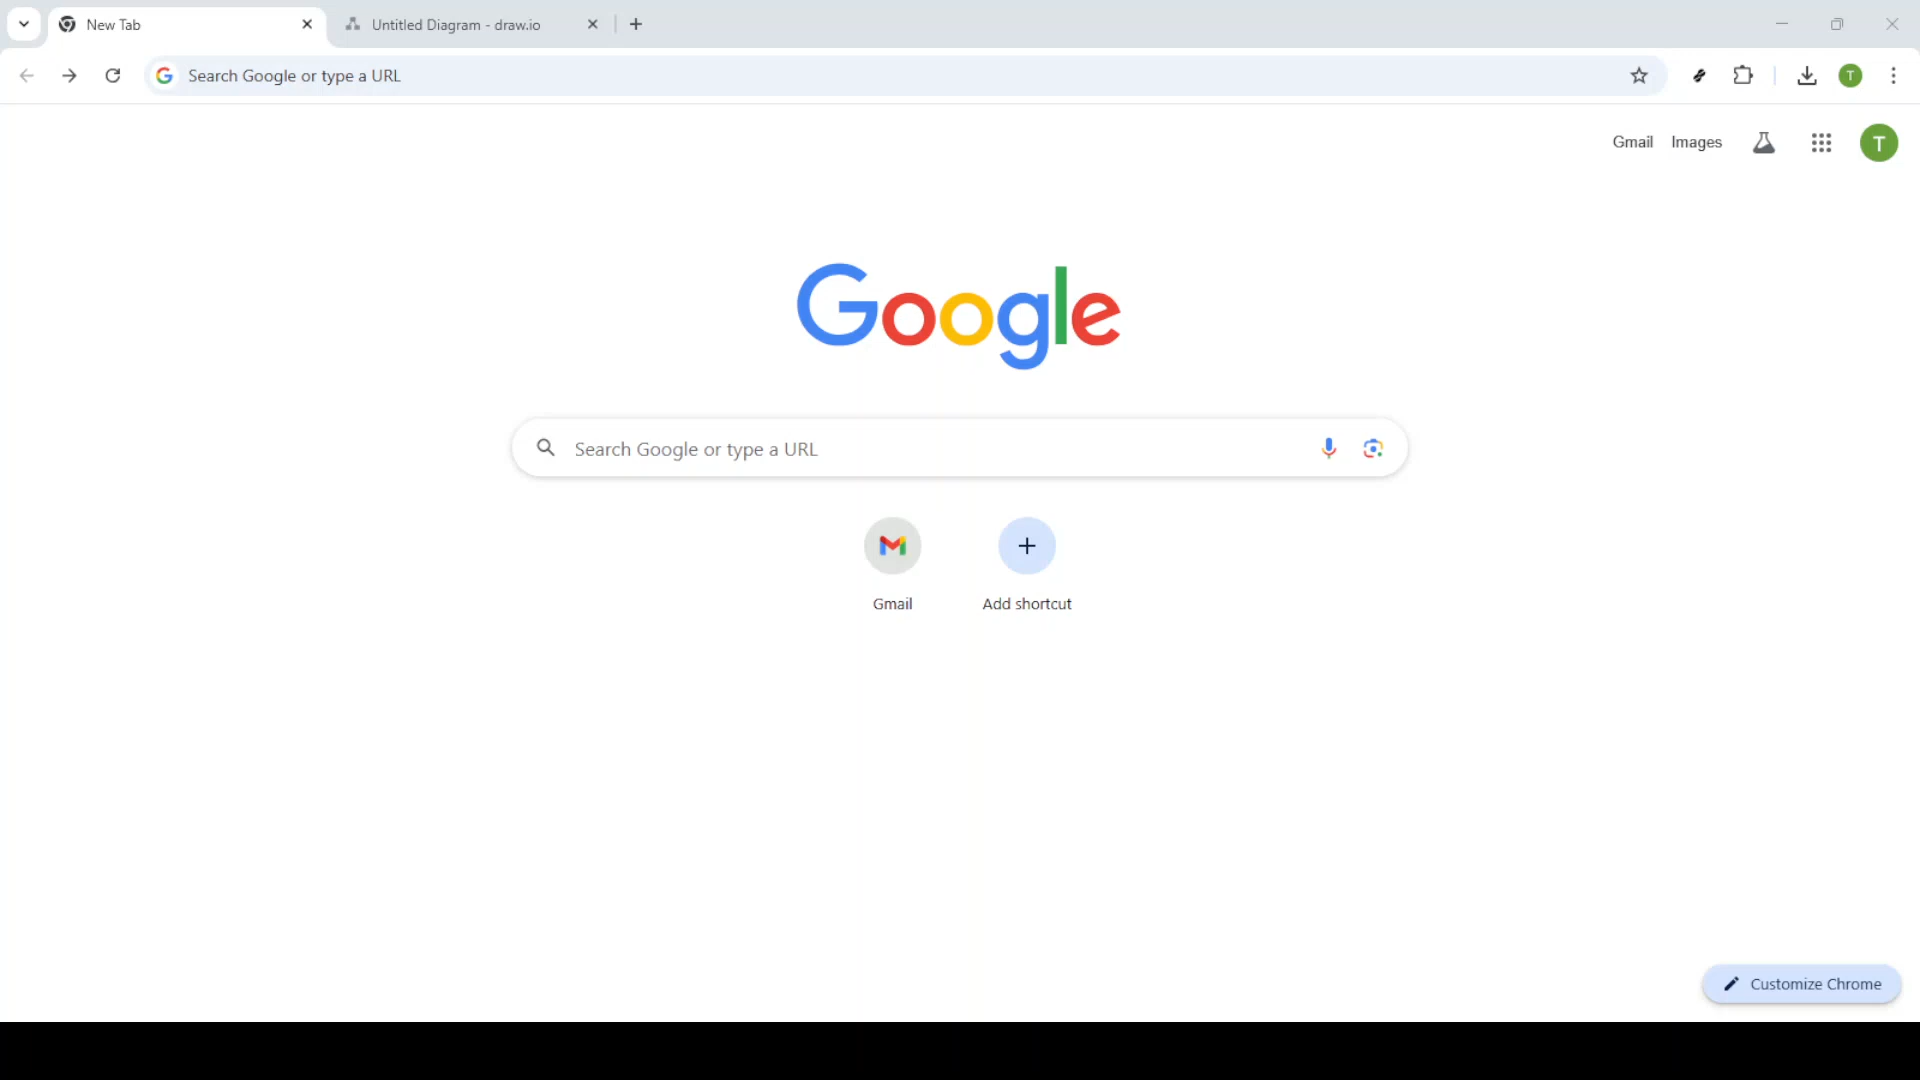 New Tab
Untitled Diagram - draw.io
Search Google or type a URL
T
Gmail
Images
T
Google
Search Google or type a URL
Gmail
Add shortcut
Customize Chrome